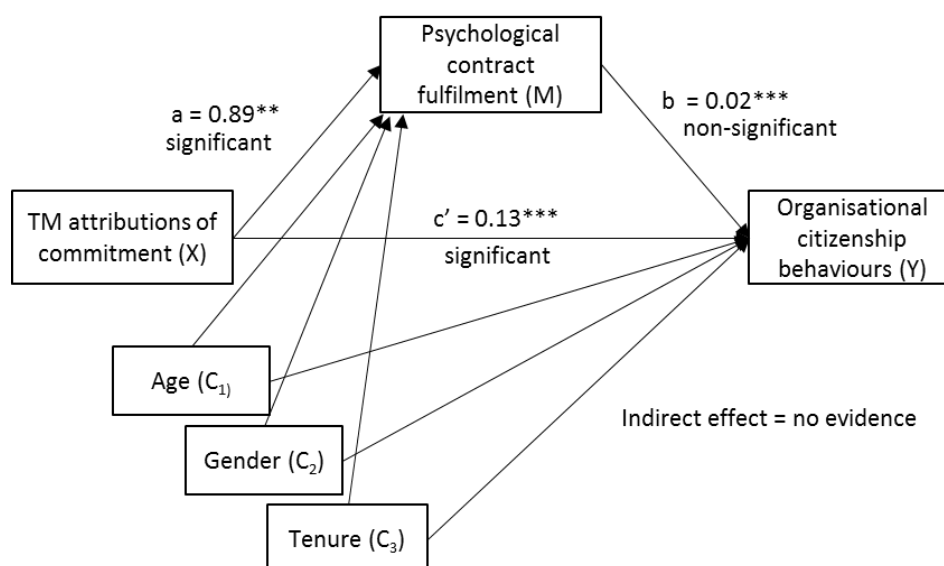 Psychological
contract
fulfilment (M)
a = 0.89**
significant
b = 0.02***
non-significant
TM attributions of
commitment (X)
c’ = 0.13***
significant
Organisational
citizenship
behaviours (Y)
Age (C1)
Gender (C2)
Tenure (C3)
Indirect effect = no evidence